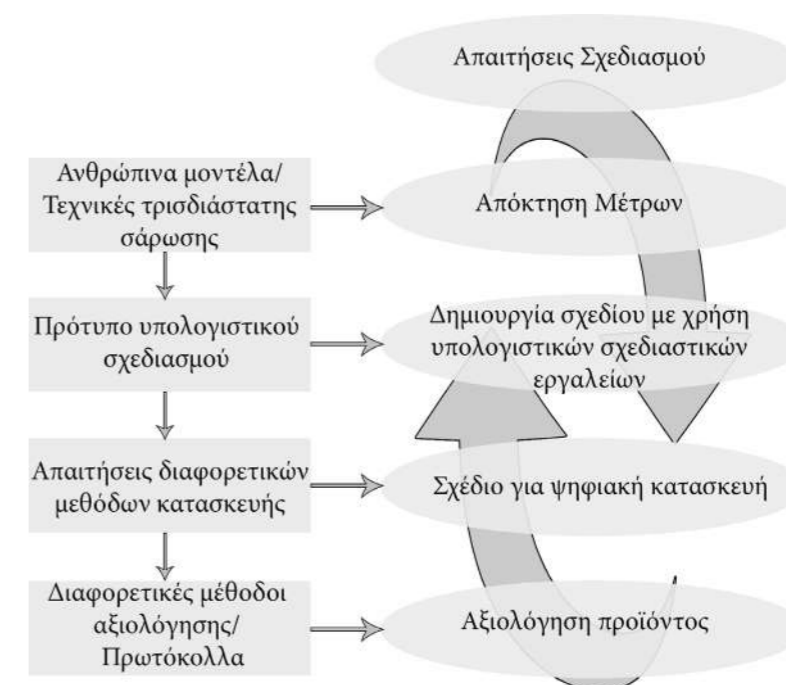 Απαιτήσεις Σχεδιασμού
Ανθρώπινα μοντέλα/
Τεχνικές τρισδιάστατης
σάρωσης
Απόκτηση Μέτρων
Πρότυπο υπολογιστικού
σχεδιασμού
Δημιουργία σχεδίου με χρήση
υπολογιστικών σχεδιαστικών
εργαλείων
Απαιτήσεις διαφορετικών
μεθόδων κατασκευής
Σχέδιο για ψηφιακή κατασκευή
Διαφορετικές μέθοδοι
αξιολόγησης/
Πρωτόκολλα
Αξιολόγηση προϊόντος